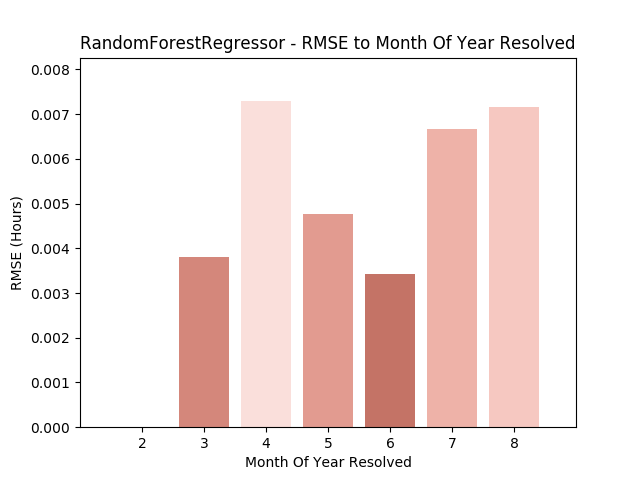 RandomForestRegressor - RMSE to Month Of Year Resolved
0.008
0.007
0.006
0.005
0.004
0.003
0.002
0.001
0.000
RMSE (Hours)
2 3 4 5 6 7 8
Month Of Year Resolved